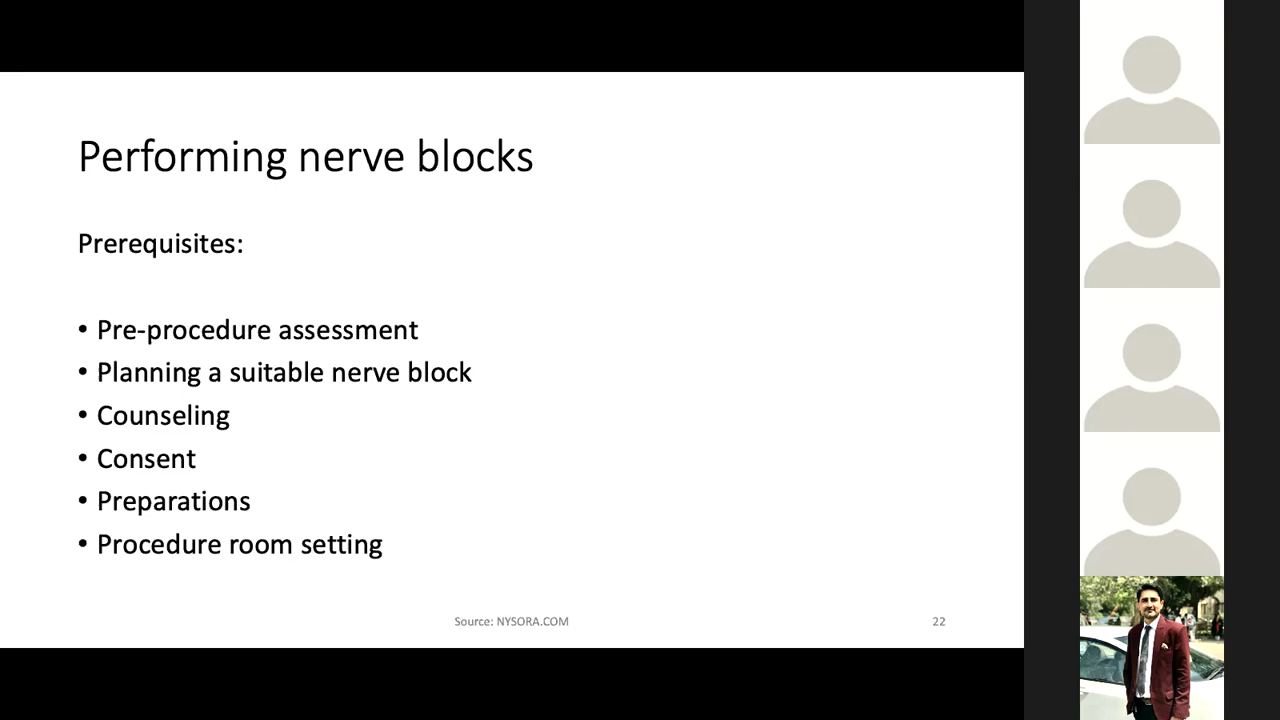 Performing nerve blocks
Prerequisites:
• Pre-procedure assessment
• Planning a suitable nerve block
• Counseling
• Consent
• Preparations
• Procedure room setting
Source: NYSORA.COM
22